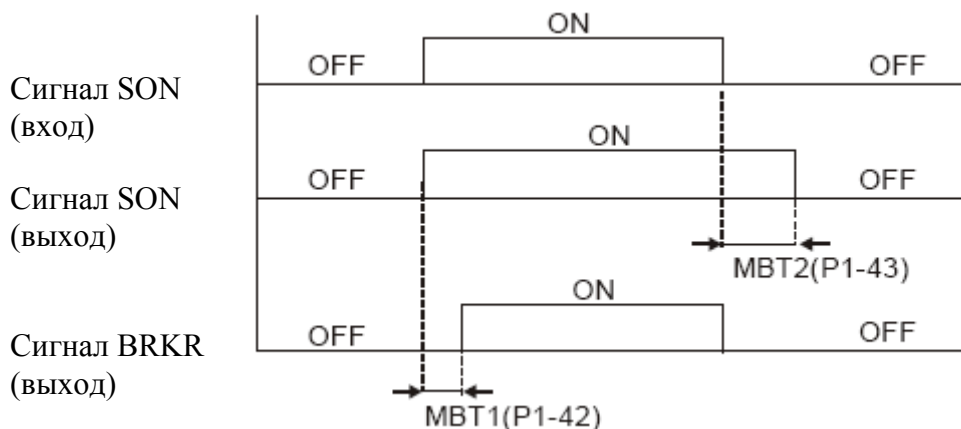 ON
OFF
OFF
Сигнал SON
(вход)
ON
OFF
OFF
Сигнал SON
(выход)
MBT2(P1-43)
ON
OFF
OFF
Сигнал BRKR
(выход)
MBT1(P1-42)